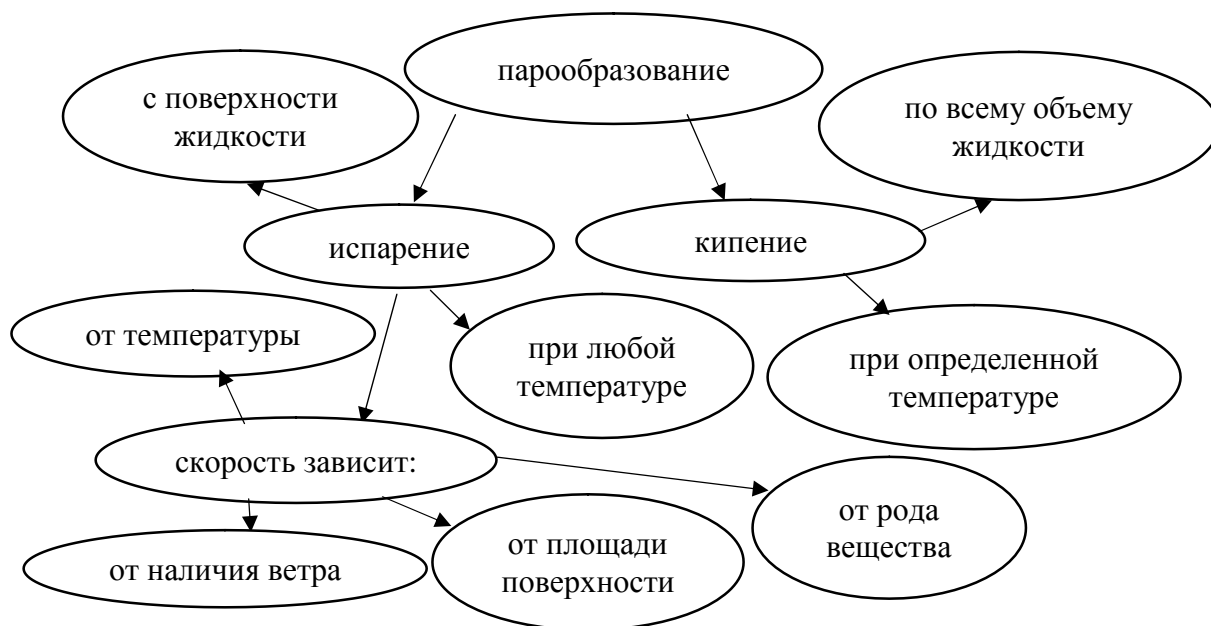 парообразование
с поверхности
жидкости
по всему объему
жидкости
испарение
кипение
от температуры
при любой
температуре
при определенной
температуре
скорость зависит:
от рода
вещества
от наличия ветра
от площади
поверхности